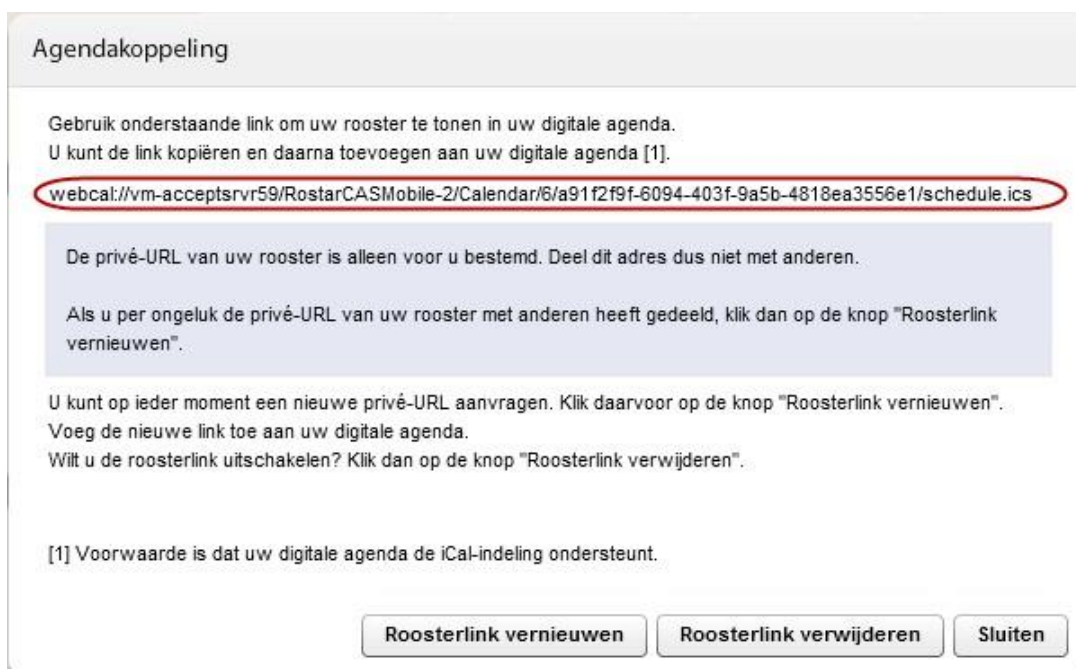 Agendakoppeling
Gebruik onderstaande link om uw rooster te tonen in uw digitale agenda.
U kunt de link kopiëren en daarna toevoegen aan uw digitale agenda [1].
webcal://vm-acceptsrvr59/RostarCASMobile-2/Calendar/6/a91f2f9f-6094-403f-9a5b-4818ea3556e1/schedule.ics
De privé-URL van uw rooster is alleen voor u bestemd. Deel dit adres dus niet met anderen.
Als u per ongeluk de privé-URL van uw rooster met anderen heeft gedeeld, klik dan op de knop "Roosterlink
vernieuwen".
U kunt op ieder moment een nieuwe privé-URL aanvragen. Klik daarvoor op de knop "Roosterlink vernieuwen".
Voeg de nieuwe link toe aan uw digitale agenda.
Wilt u de roosterlink uitschakelen? Klik dan op de knop "Roosterlink verwijderen".
[1] Voorwaarde is dat uw digitale agenda de iCal-indeling ondersteunt.
Roosterlink vernieuwen Roosterlink verwijderen Sluiten